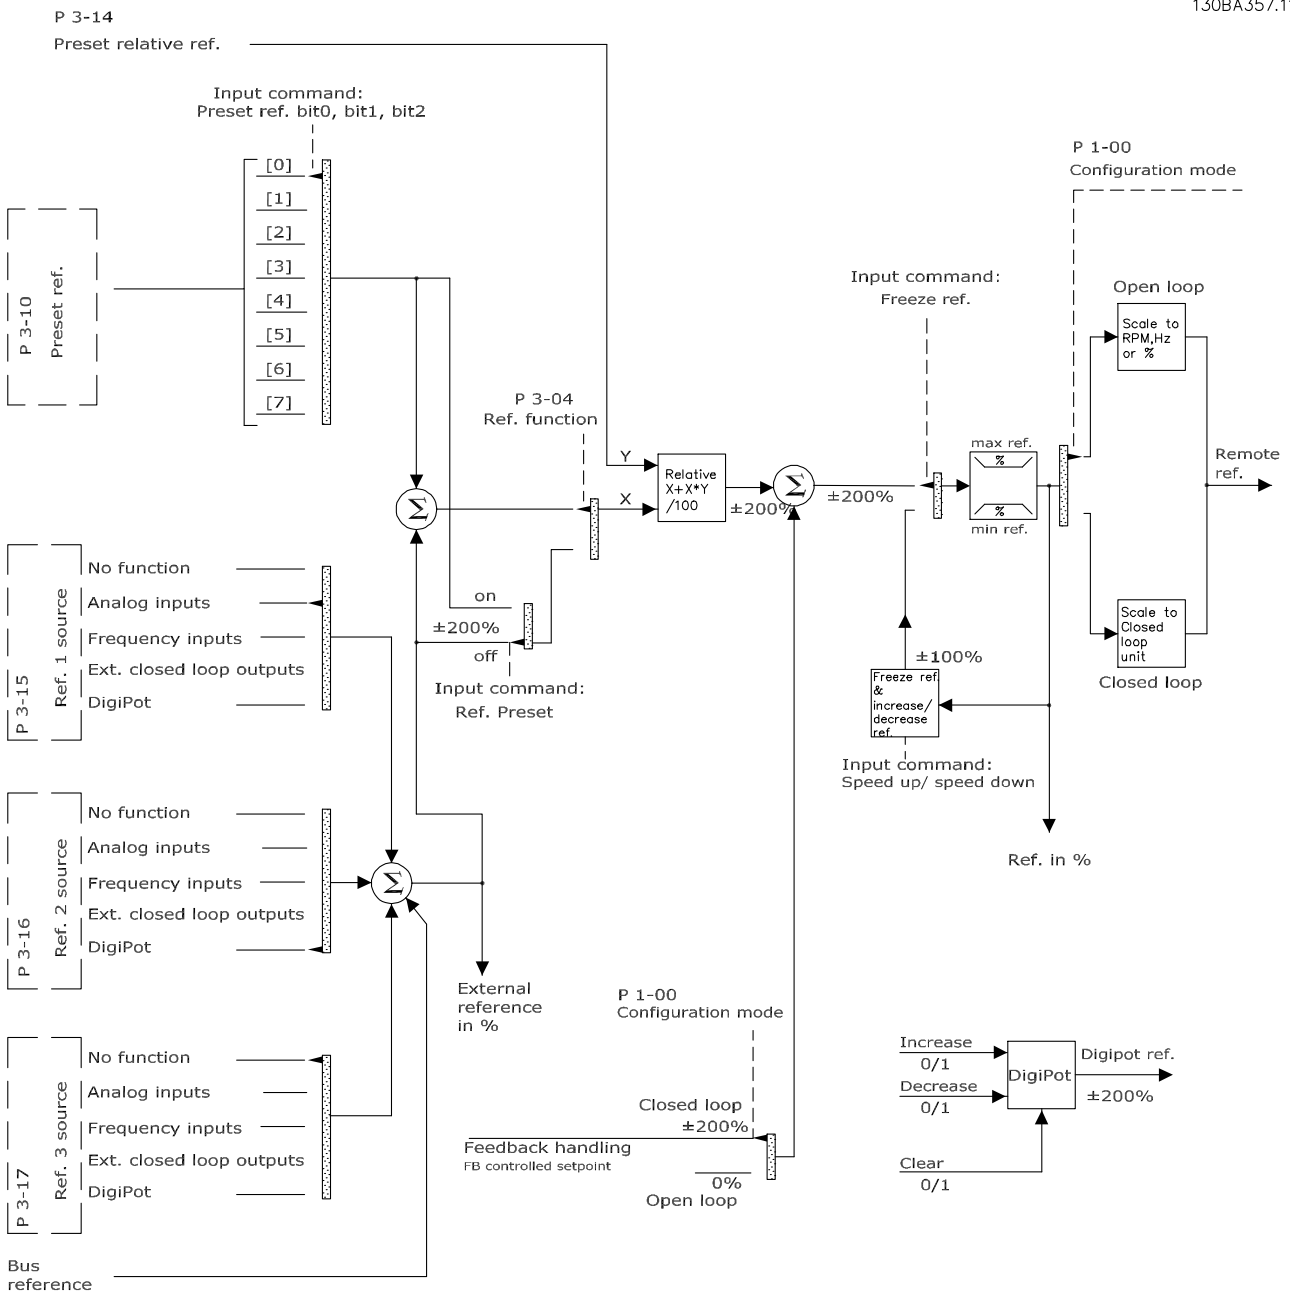 130BA357.1
P 3-14
Preset relative ref.
Input command:
Preset ref. bit0, bit1, bit2
[0]
[1]
[2]
[3]
[4]
[5]
[6]
[7]
P 3-10
Preset ref.
P 1-00
Configuration mode
Input command:
Freeze ref.
Open loop
Scale to
RPM,Hz
or %
P 3-04
Ref. function
Y
X
Relative
X+X*Y
/100
±200%
Σ
±200%
max ref.
%
%
min ref.
Remote
ref.
Σ
on
±200%
off
Input command:
Ref. Preset
±100%
Freeze ref.
&
increase/
decrease
ref.
Input command:
Speed up/ speed down
Scale to
Closed
loop
unit
Closed loop
Ref. in %
P 3-15
Ref. 1 source
No function
Analog inputs
Frequency inputs
Ext. closed loop outputs
DigiPot
P 3-16
Ref. 2 source
No function
Analog inputs
Frequency inputs
Ext. closed loop outputs
DigiPot
Σ
External
reference
in %
P 3-17
Ref. 3 source
No function
Analog inputs
Frequency inputs
Ext. closed loop outputs
DigiPot
Bus
reference
P 1-00
Configuration mode
Closed loop
±200%
Feedback handling
FB controlled setpoint
0%
Open loop
Increase
0/1
Decrease
0/1
Clear
0/1
DigiPot
Digipot ref.
±200%